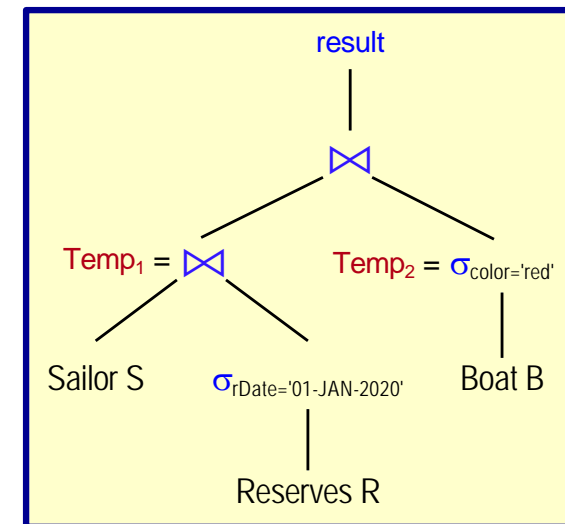 result
⋈
Temp₁ = ⋈ Temp₂ = σcolor='red'
Sailor S σrDate='01-JAN-2020' Boat B
Reserves R